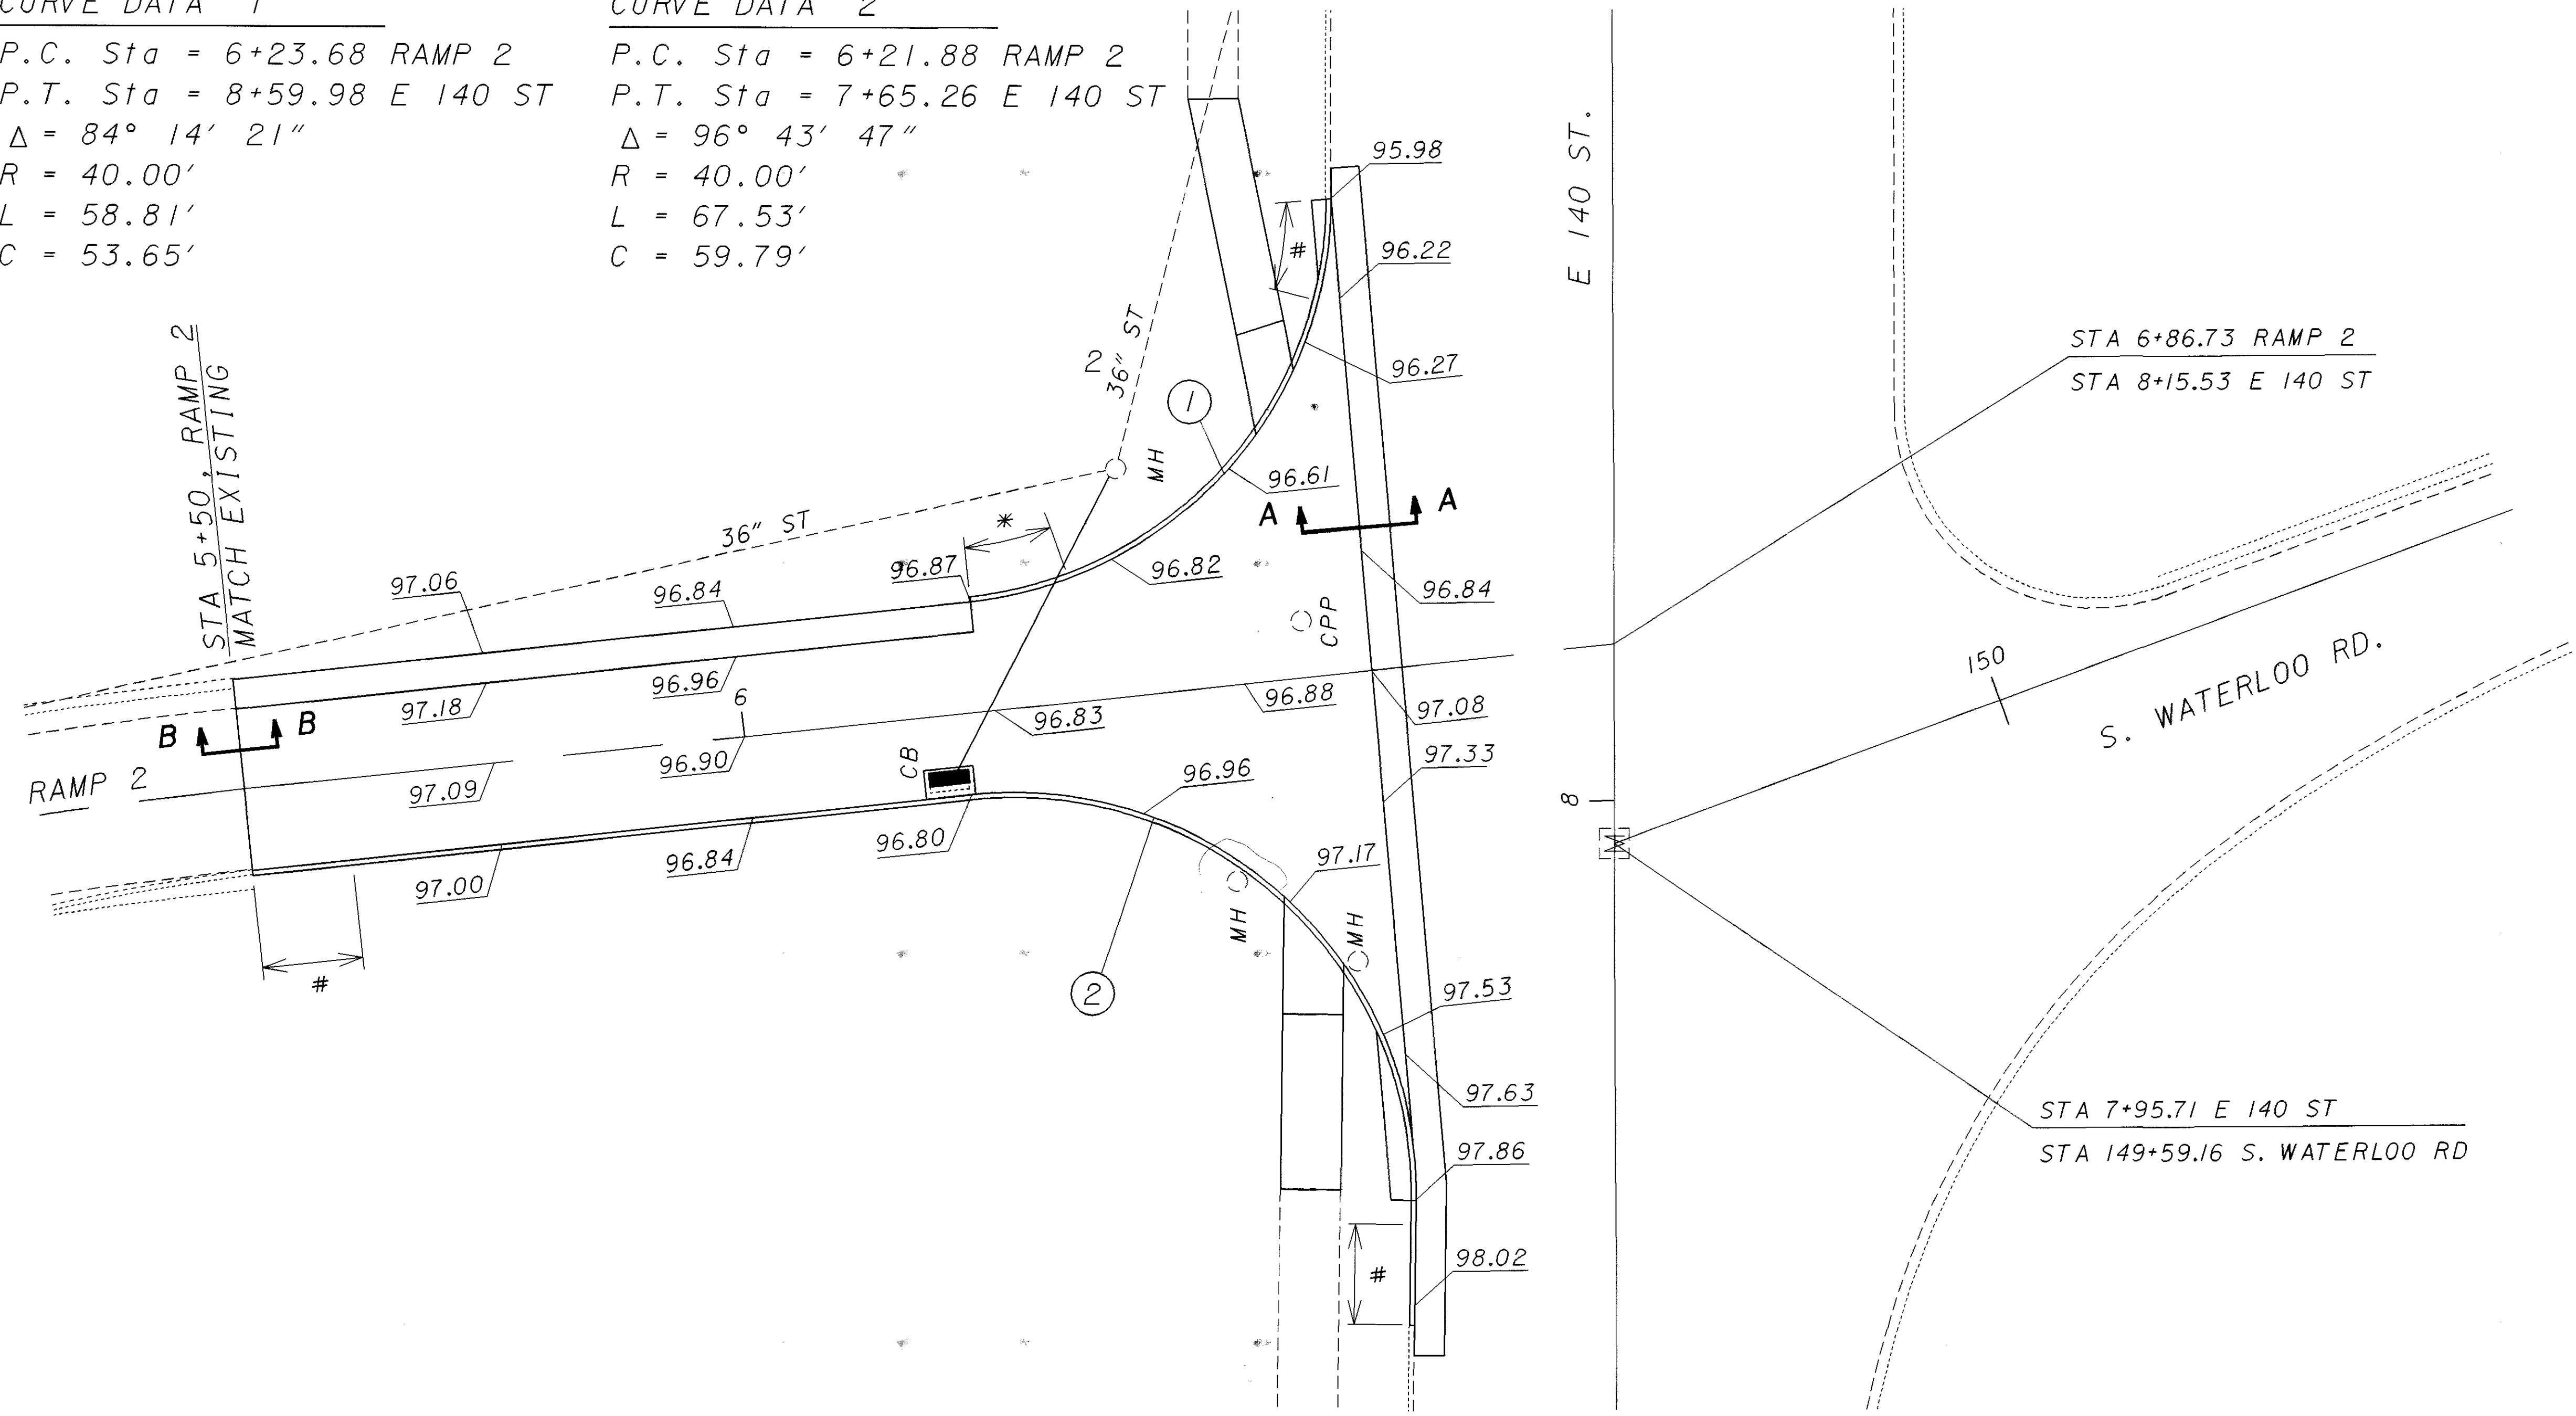 CURVE DATA 1
P.C. Sta = 6+23.68 RAMP 2
P.T. Sta = 8+59.98 E 140 ST
Δ = 84° 14' 21"
R = 40.00'
L = 58.81'
C = 53.65'
CURVE DATA 2
P.C. Sta = 6+21.88 RAMP 2
P.T. Sta = 7+65.26 E 140 ST
Δ = 96° 43' 47"
R = 40.00'
L = 67.53'
C = 59.79'
95.98
E 140 ST.
#
96.22
96.27
STA 6+86.73 RAMP 2
STA 8+15.53 E 140 ST
STA 5+50, RAMP 2
MATCH EXISTING
2
36" ST
1
MH
96.61
A A
36" ST
*
97.06
96.84
96.87
96.82
96.84
CPP
150
S. WATERLOO RD.
97.18
96.96
6
96.83
96.88
97.08
B B
RAMP 2
97.09
96.90
CB
97.33
96.96
8
97.00
96.84
96.80
97.17
MH
MH
#
2
97.53
97.63
STA 7+95.71 E 140 ST
STA 149+59.16 S. WATERLOO RD
97.86
#
98.02